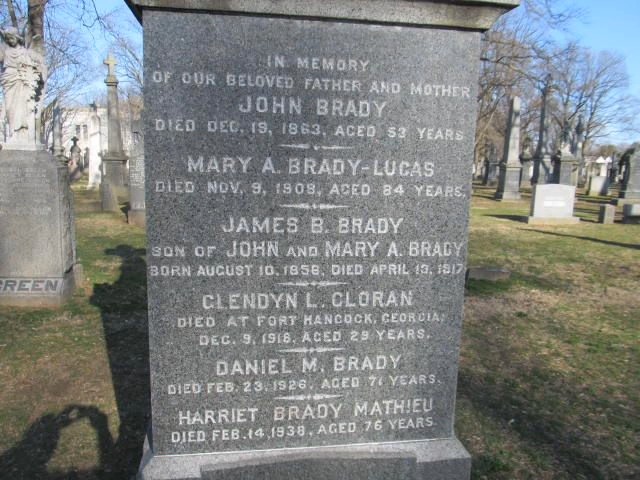 IN MEMORY
OF OUR BELOVED FATHER AND MOTHER
JOHN BRADY
DIED DEC. 19, 1863, AGED 53 YEARS
MARY A. BRADY-LUCAS
DIED NOV. 9, 1909, AGED 84 YEARS.
JAMES B. BRADY
SON OF JOHN AND MARY A. BRADY
BORN AUGUST 10, 1856, DIED APRIL 13, 1917
GLENDYN L. CLORAN
DIED AT FORT HANCOCK, GEORGIA,
DEC. 9, 1918, AGED 29 YEARS.
DANIEL M. BRADY
DIED FEB. 23, 1926, AGED 71 YEARS.
HARRIET BRADY MATHIEU
DIED FEB. 14, 1938, AGED 76 YEARS.
GREEN